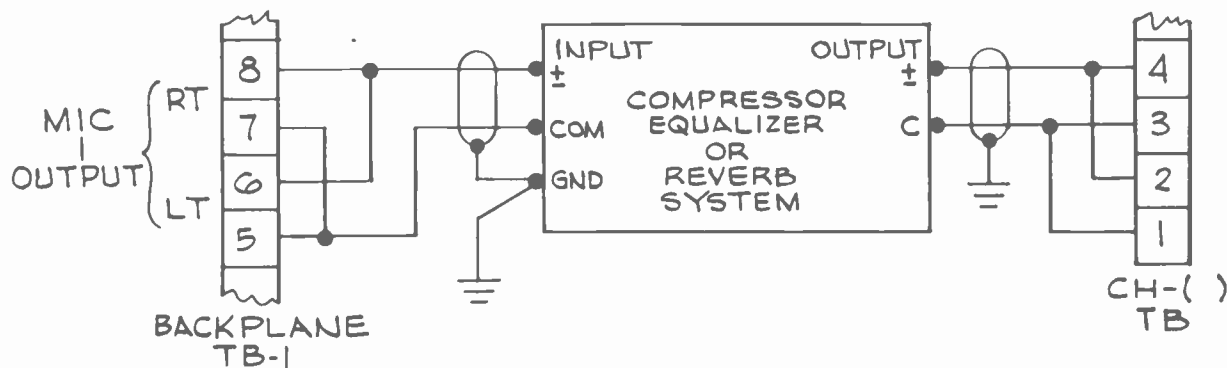 8
7
6
5
RT
LT
MIC
1
OUTPUT
BACKPLANE
TB-1
INPUT
±
COM
GND
COMPRESSOR
EQUALIZER
OR
REVERB
SYSTEM
OUTPUT
±
C
4
3
2
1
CH-( )
TB